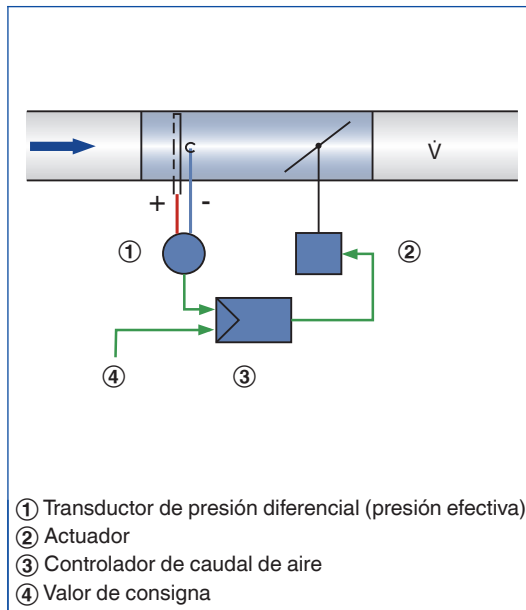 V̇
+ -
① ②
④ ③
① Transductor de presión diferencial (presión efectiva)
② Actuador
③ Controlador de caudal de aire
④ Valor de consigna